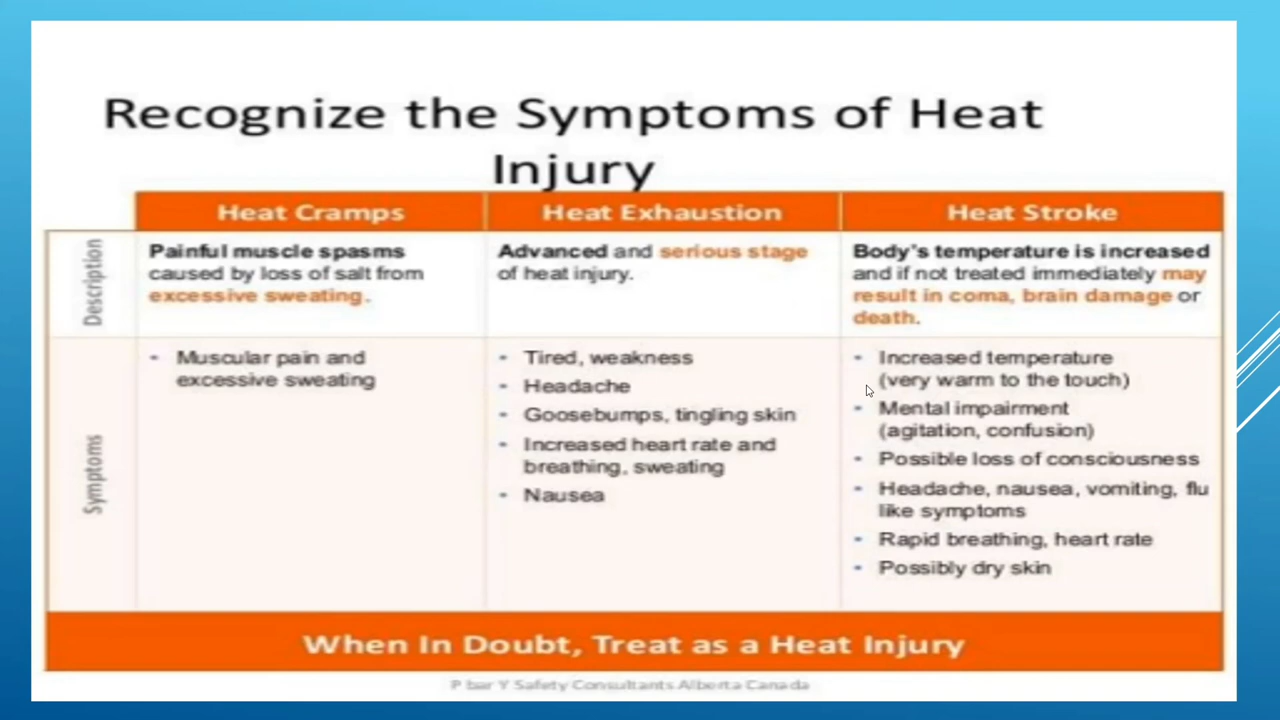 Recognize the Symptoms of Heat
Injury
Heat Cramps
Heat Exhaustion
Heat Stroke
Description
Painful muscle spasms
caused by loss of salt from
excessive sweating.
Advanced and serious stage
of heat injury.
Body's temperature is increased
and if not treated immediately may
result in coma, brain damage or
death.
Symptoms
• Muscular pain and
excessive sweating
• Tired, weakness
• Headache
• Goosebumps, tingling skin
• Increased heart rate and
breathing, sweating
• Nausea
• Increased temperature
(very warm to the touch)
• Mental impairment
(agitation, confusion)
• Possible loss of consciousness
• Headache, nausea, vomiting, flu
like symptoms
• Rapid breathing, heart rate
• Possibly dry skin
When In Doubt, Treat as a Heat Injury
P bar Y Safety Consultants Alberta Canada